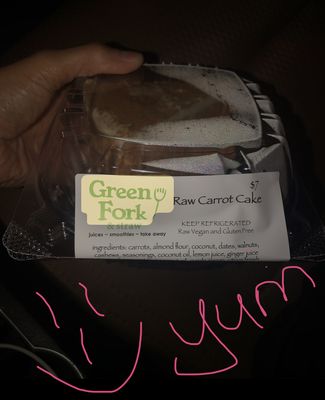 Green
Fork
& straw
juices ~ smoothies ~ take away
$7
Raw Carrot Cake
KEEP REFRIGERATED
Raw Vegan and Gluten Free
ingredients: carrots, almond flour, coconut, dates, walnuts,
cashews, seasonings, coconut oil, lemon juice, ginger juice
yum